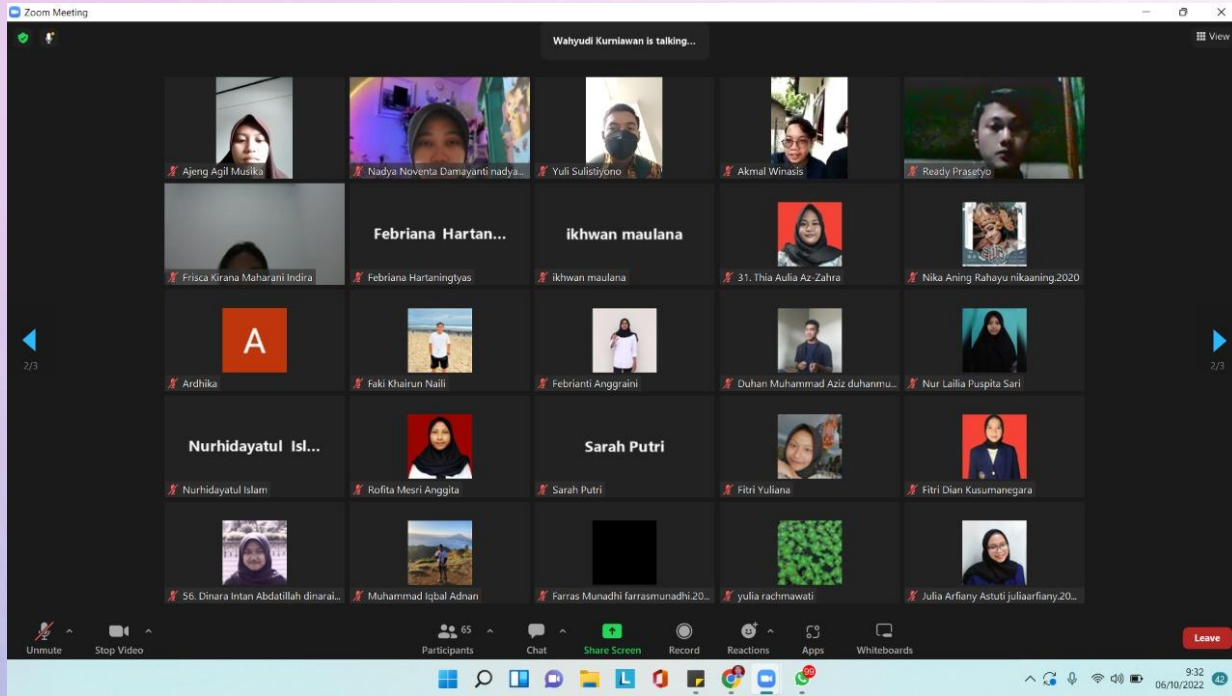 Zoom Meeting
Wahyudi Kurniawan is talking...
View
Ajeng Agil Musika
Nadya Noventa Damayanti nadya...
Yuli Sulistiyono
Akmal Winasis
Ready Prasetyo
Frisca Kirana Maharani Indira
Febriana Hartan...
Febriana Hartaningtyas
ikhwan maulana
ikhwan maulana
31. Thia Aulia Az-Zahra
Nika Aning Rahayu nikaaning.2020
2/3
A
Ardhika
Faki Khairun Naili
Febrianti Anggraini
Duhan Muhammad Aziz duhanmu...
Nur Lailia Puspita Sari
2/3
Nurhidayatul Isl...
Nurhidayatul Islam
Rofita Mesri Anggita
Sarah Putri
Sarah Putri
Fitri Yuliana
Fitri Dian Kusumanegara
56. Dinara Intan Abdatillah dinarai...
Muhammad Iqbal Adnan
Farras Munadhi farrasmunadhi.20...
yulia rachmawati
Julia Arfiany Astuti juliaarfiany.20...
Unmute
Stop Video
65
Participants
Chat
Share Screen
Record
Reactions
Apps
Whiteboards
Leave
L
99
9:32
06/10/2022
42